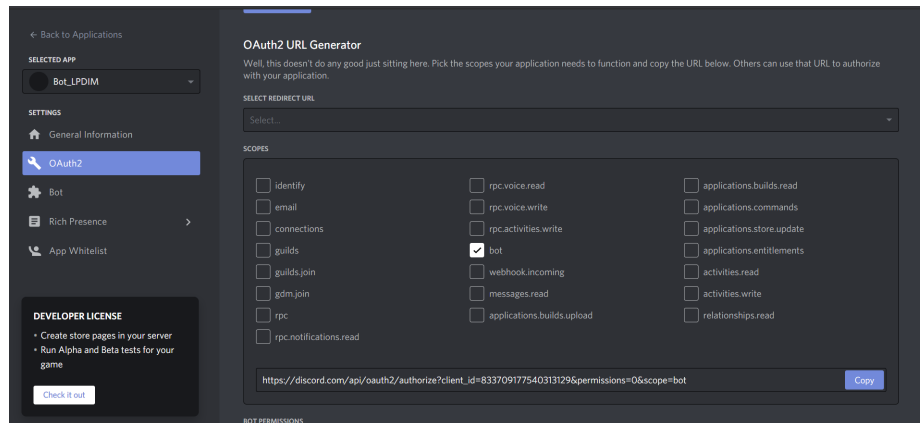 ← Back to Applications
SELECTED APP
Bot_LPDIM
SETTINGS
General Information
OAuth2
Bot
Rich Presence
App Whitelist
DEVELOPER LICENSE
• Create store pages in your server
• Run Alpha and Beta tests for your
game
Check it out
OAuth2 URL Generator
Well, this doesn't do any good just sitting here. Pick the scopes your application needs to function and copy the URL below. Others can use that URL to authorize
with your application.
SELECT REDIRECT URL
Select...
SCOPES
identify
email
connections
guilds
guilds.join
gdm.join
rpc
rpc.notifications.read
rpc.voice.read
rpc.voice.write
rpc.activities.write
bot
webhook.incoming
messages.read
applications.builds.upload
applications.builds.read
applications.commands
applications.store.update
applications.entitlements
activities.read
activities.write
relationships.read
https://discord.com/api/oauth2/authorize?client_id=833709177540313129&permissions=0&scope=bot
Copy
BOT PERMISSIONS